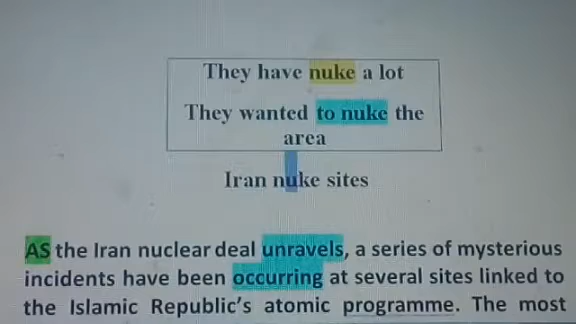 They have nuke a lot
They wanted to nuke the
area
Iran nuke sites
AS the Iran nuclear deal unravels, a series of mysterious
incidents have been occurring at several sites linked to
the Islamic Republic's atomic programme. The most